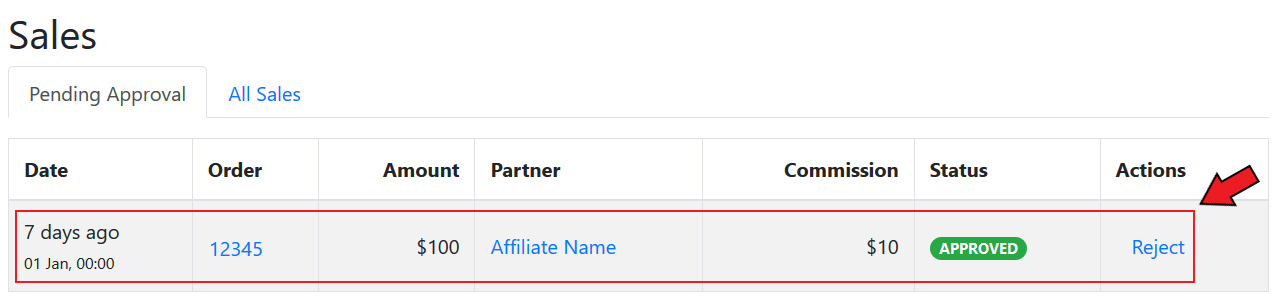 Sales
Pending Approval All Sales
Date Order Amount Partner Commission Status Actions
7 days ago
01 Jan, 00:00 12345 $100 Affiliate Name $10 APPROVED Reject